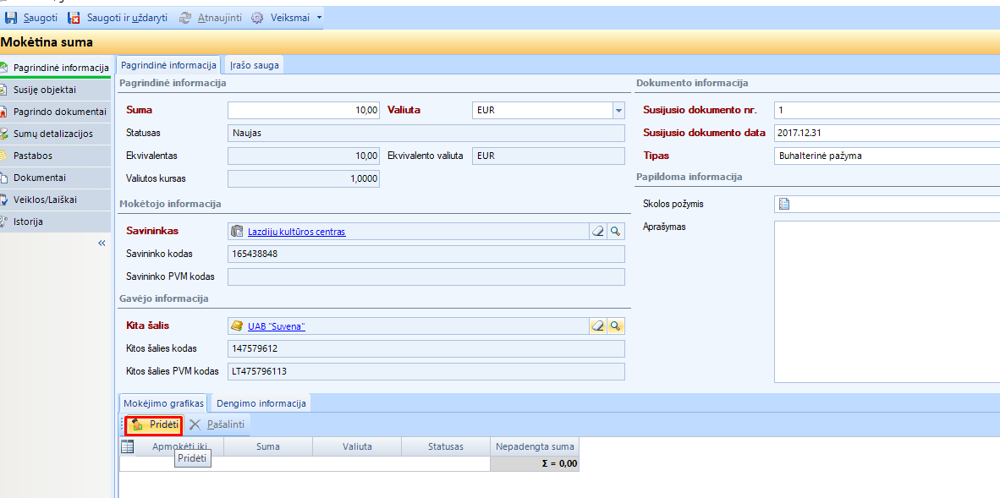 Saugoti Saugoti ir uždaryti Atnaujinti Veiksmai
Mokėtina suma
Pagrindinė informacija
Susiję objektai
Pagrindo dokumentai
Sumų detalizacijos
Pastabos
Dokumentai
Veiklos/Laiškai
Istorija
«
Pagrindinė informacija Įrašo sauga
Pagrindinė informacija
Suma 10,00 Valiuta EUR
Statusas Naujas
Ekvivalentas 10,00 Ekvivalento valiuta EUR
Valiutos kursas 1,0000
Mokėtojo informacija
Savininkas Lazdijų kultūros centras
Savininko kodas 165438848
Savininko PVM kodas
Gavėjo informacija
Kita šalis UAB "Suvena"
Kitos šalies kodas 147579612
Kitos šalies PVM kodas LT475796113
Dokumento informacija
Susijusio dokumento nr. 1
Susijusio dokumento data 2017.12.31
Tipas Buhalterinė pažyma
Papildoma informacija
Skolos požymis
Aprašymas
Mokėjimo grafikas Dengimo informacija
Pridėti Pašalinti
Apmokėti iki Suma Valiuta Statusas Nepadengta suma
Pridėti
Σ = 0,00